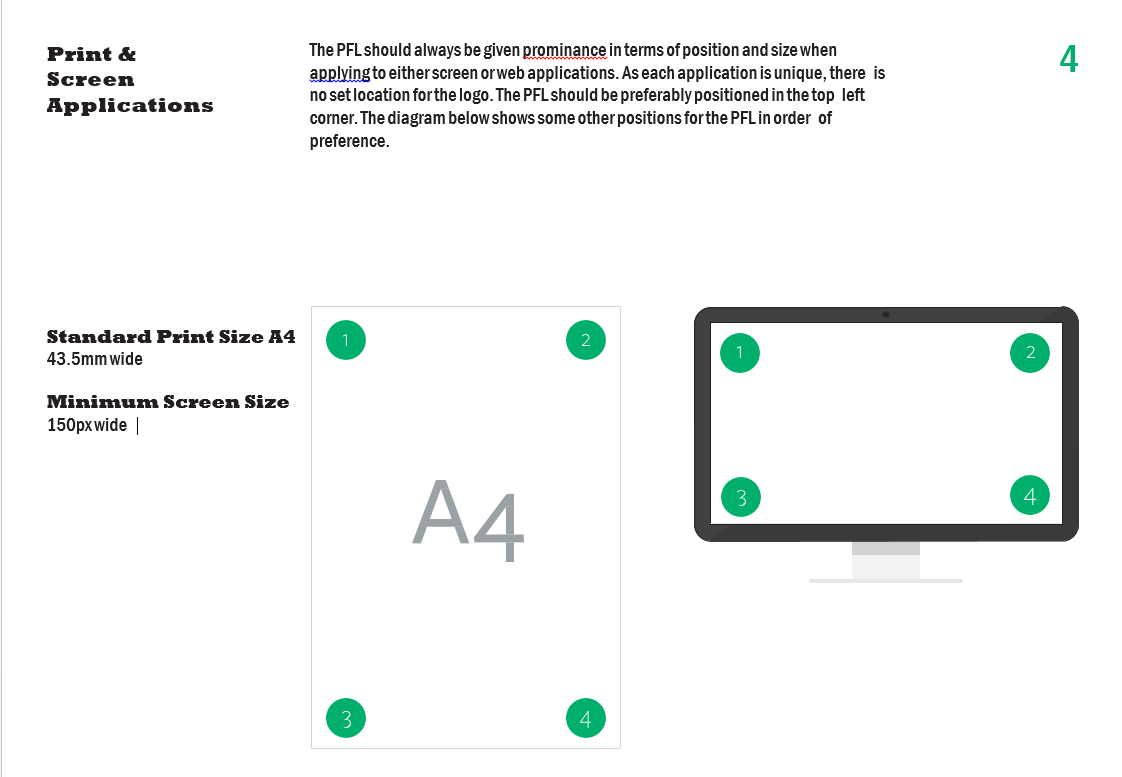 Print &
Screen
Applications
The PFL should always be given prominance in terms of position and size when
applying to either screen or web applications. As each application is unique, there is
no set location for the logo. The PFL should be preferably positioned in the top left
corner. The diagram below shows some other positions for the PFL in order of
preference.
4
Standard Print Size A4
43.5mm wide
Minimum Screen Size
150px wide
1
2
A4
3
4
1
2
3
4